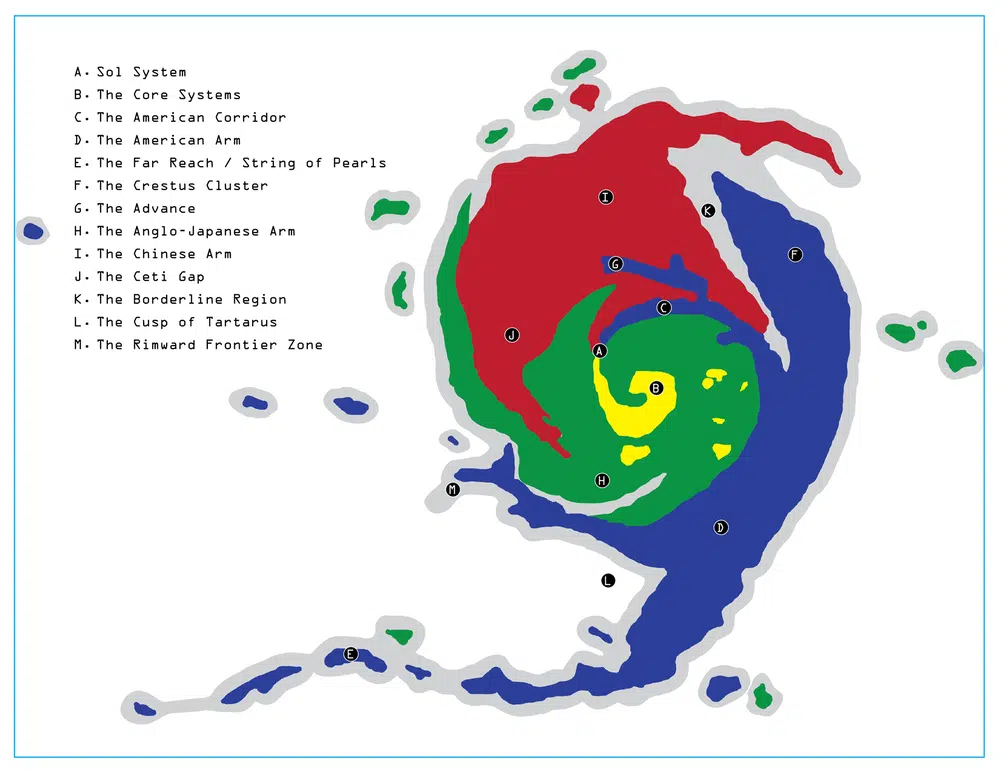 A. Sol System
B. The Core Systems
C. The American Corridor
D. The American Arm
E. The Far Reach / String of Pearls
F. The Crestus Cluster
G. The Advance
H. The Anglo-Japanese Arm
I. The Chinese Arm
J. The Ceti Gap
K. The Borderline Region
L. The Cusp of Tartarus
M. The Rimward Frontier Zone
I
K
F
G
C
J
A
B
H
M
D
L
E